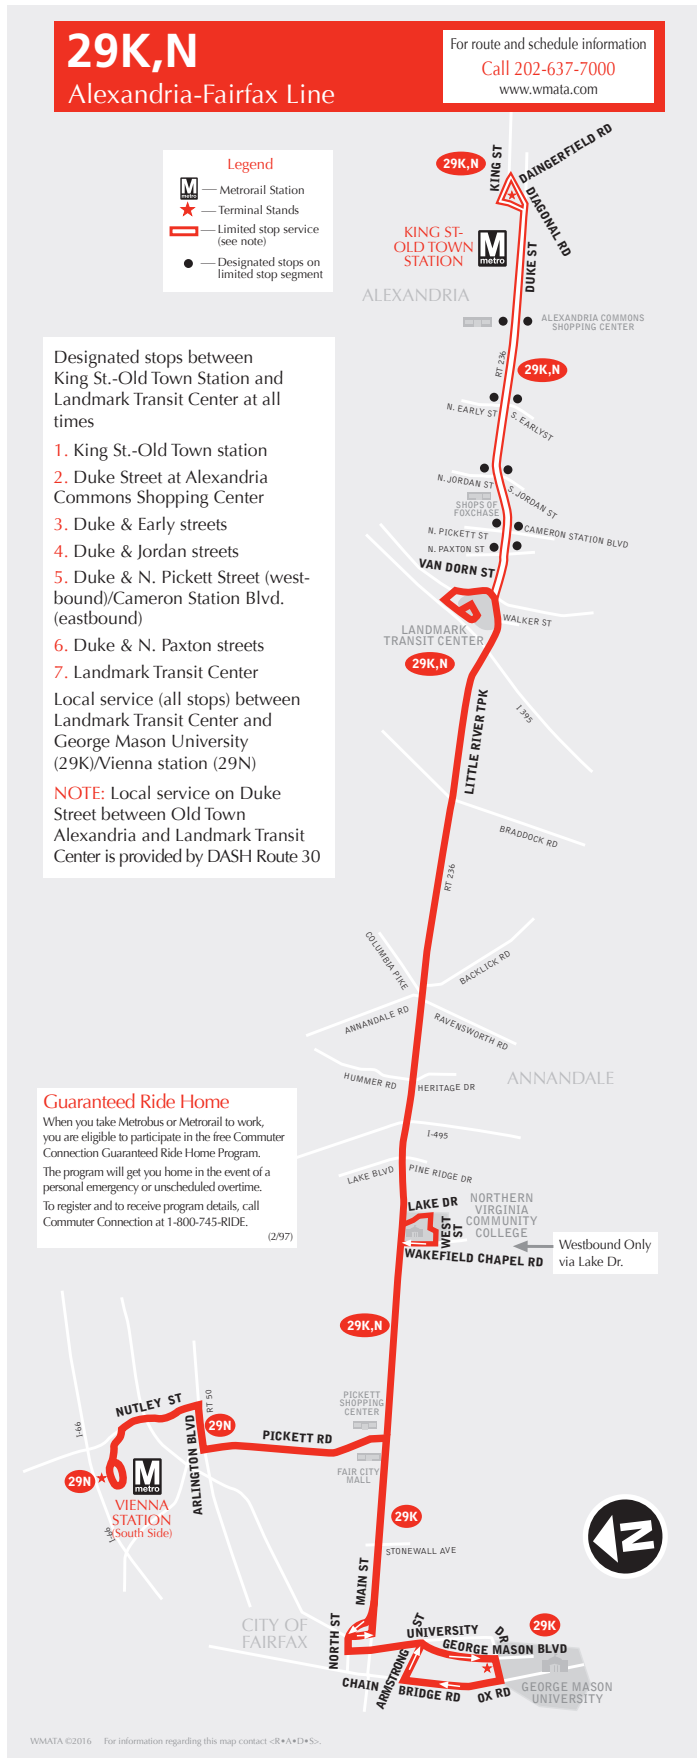 29K,N
Alexandria-Fairfax Line
For route and schedule information
Call 202-637-7000
www.wmata.com
Legend
M
metro
Metrorail Station
Terminal Stands
Limited stop service
(see note)
Designated stops on
limited stop segment
29K,N
KING ST
DAINGERFIELD RD
DIAGONAL RD
KING ST-
OLD TOWN
STATION
M
metro
DUKE ST
ALEXANDRIA
ALEXANDRIA COMMONS
SHOPPING CENTER
RT 236
29K,N
N. EARLY ST
S. EARLYST
N. JORDAN ST
S. JORDAN ST
SHOPS OF
FOXCHASE
N. PICKETT ST
CAMERON STATION BLVD
N. PAXTON ST
VAN DORN ST
WALKER ST
LANDMARK
TRANSIT CENTER
29K,N
Designated stops between
King St.-Old Town Station and
Landmark Transit Center at all
times
1. King St.-Old Town station
2. Duke Street at Alexandria
Commons Shopping Center
3. Duke & Early streets
4. Duke & Jordan streets
5. Duke & N. Pickett Street (west-
bound)/Cameron Station Blvd.
(eastbound)
6. Duke & N. Paxton streets
7. Landmark Transit Center
Local service (all stops) between
Landmark Transit Center and
George Mason University
(29K)/Vienna station (29N)
NOTE: Local service on Duke
Street between Old Town
Alexandria and Landmark Transit
Center is provided by DASH Route 30
I 395
LITTLE RIVER TPK
BRADDOCK RD
RT 236
COLUMBIA PIKE
BACKLICK RD
ANNANDALE RD
RAVENSWORTH RD
HUMMER RD
HERITAGE DR
ANNANDALE
I-495
LAKE BLVD
PINE RIDGE DR
Guaranteed Ride Home
When you take Metrobus or Metrorail to work,
you are eligible to participate in the free Commuter
Connection Guaranteed Ride Home Program.
The program will get you home in the event of a
personal emergency or unscheduled overtime.
To register and to receive program details, call
Commuter Connection at 1-800-745-RIDE.
(2/97)
LAKE DR
WEST
ST
NORTHERN
VIRGINIA
COMMUNITY
COLLEGE
WAKEFIELD CHAPEL RD
Westbound Only
via Lake Dr.
29K,N
PICKETT
SHOPPING
CENTER
NUTLEY ST
RT 50
29N
ARLINGTON BLVD
PICKETT RD
I-66
29N
M
metro
VIENNA
STATION
(South Side)
I-66
FAIR CITY
MALL
29K
STONEWALL AVE
MAIN ST
N
CITY OF
FAIRFAX
NORTH ST
UNIVERSITY
DR
29K
ARMSTRONG
ST
GEORGE MASON BLVD
CHAIN
BRIDGE RD
OX RD
GEORGE MASON
UNIVERSITY
WMATA ©2016
For information regarding this map contact <R•A•D•S>.